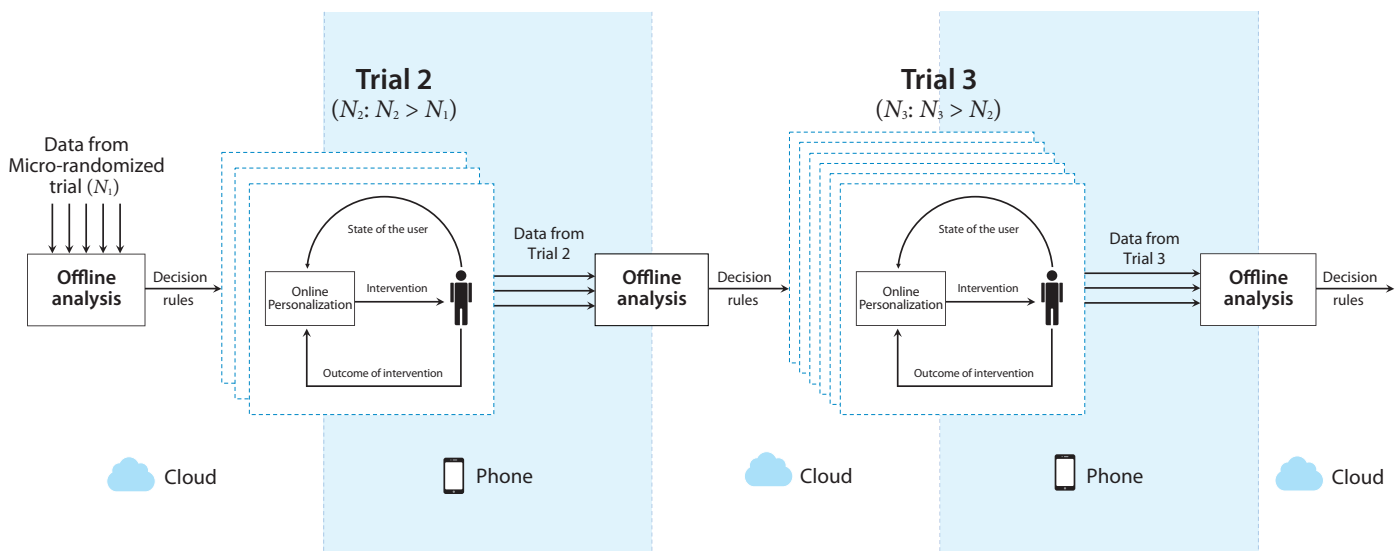 Trial 2
(N₂: N₂ > N₁)
Trial 3
(N₃: N₃ > N₂)
Data from
Micro-randomized
trial (N₁)
Offline
analysis
Decision
rules
State of the user
Online
Personalization
Intervention
Outcome of intervention
Data from
Trial 2
Offline
analysis
Decision
rules
State of the user
Online
Personalization
Intervention
Outcome of intervention
Data from
Trial 3
Offline
analysis
Decision
rules
Cloud
Phone
Cloud
Phone
Cloud